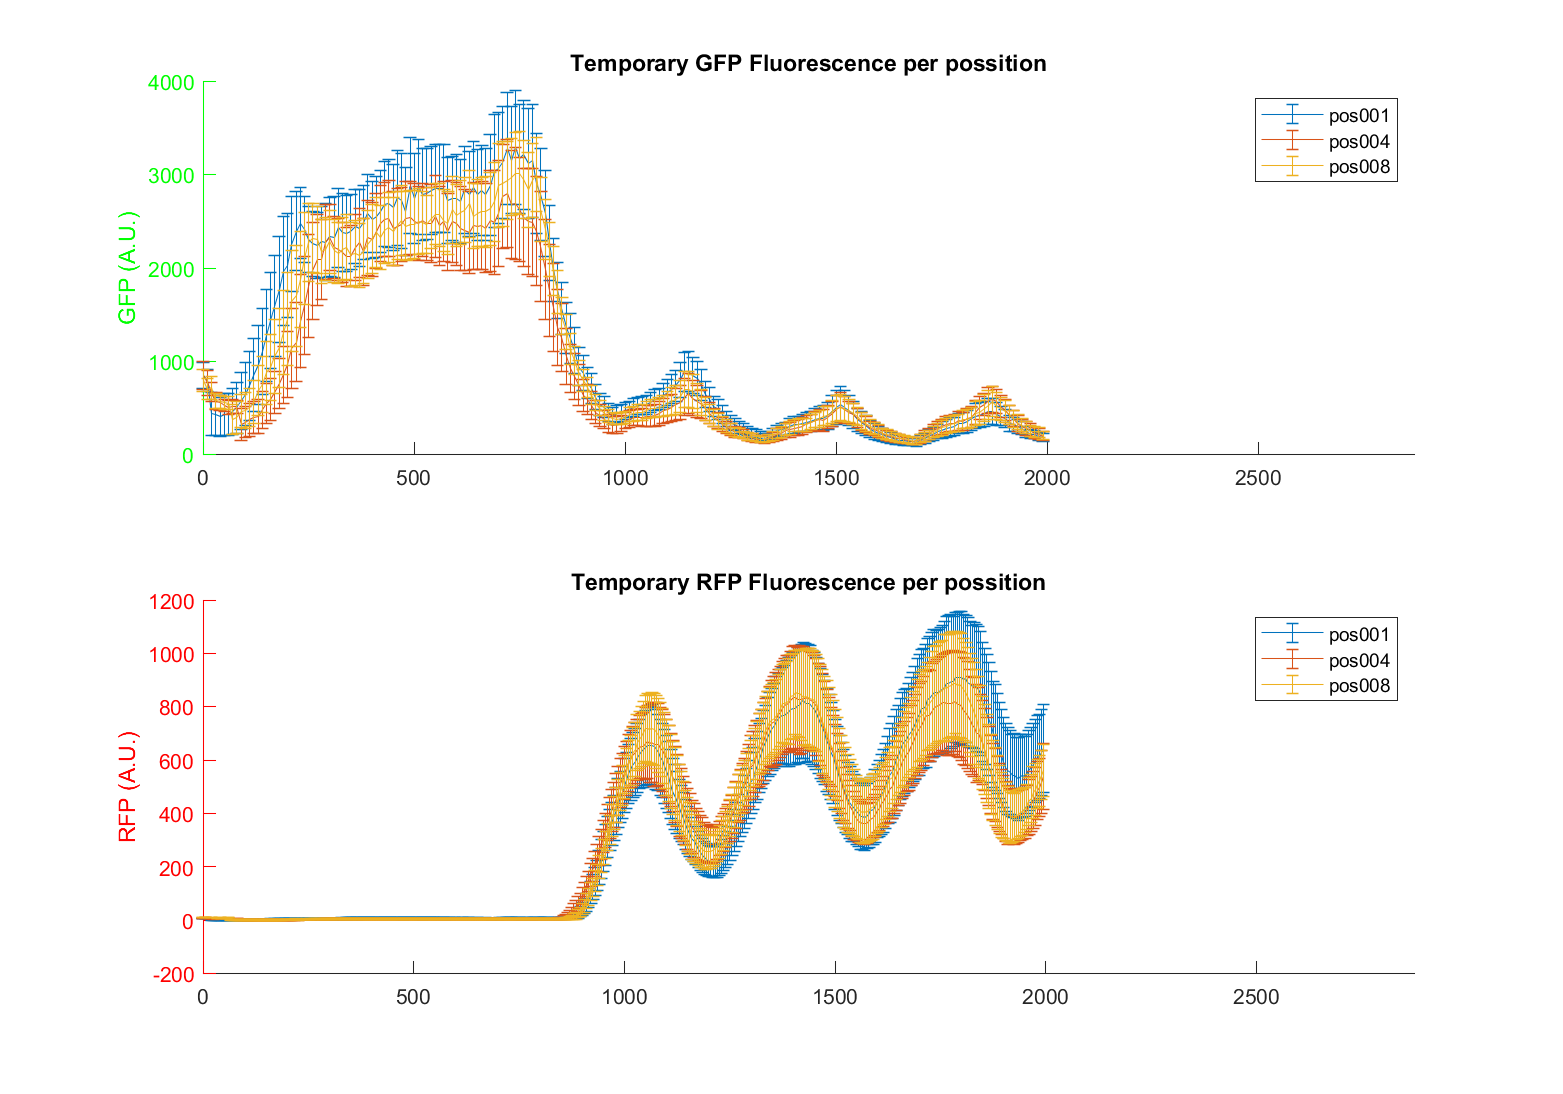 Temporary GFP Fluorescence per possition
4000
3000
2000
1000
0
GFP (A.U.)
0 500 1000 1500 2000 2500
pos001
pos004
pos008
Temporary RFP Fluorescence per possition
1200
1000
800
600
400
200
0
-200
RFP (A.U.)
0 500 1000 1500 2000 2500
pos001
pos004
pos008